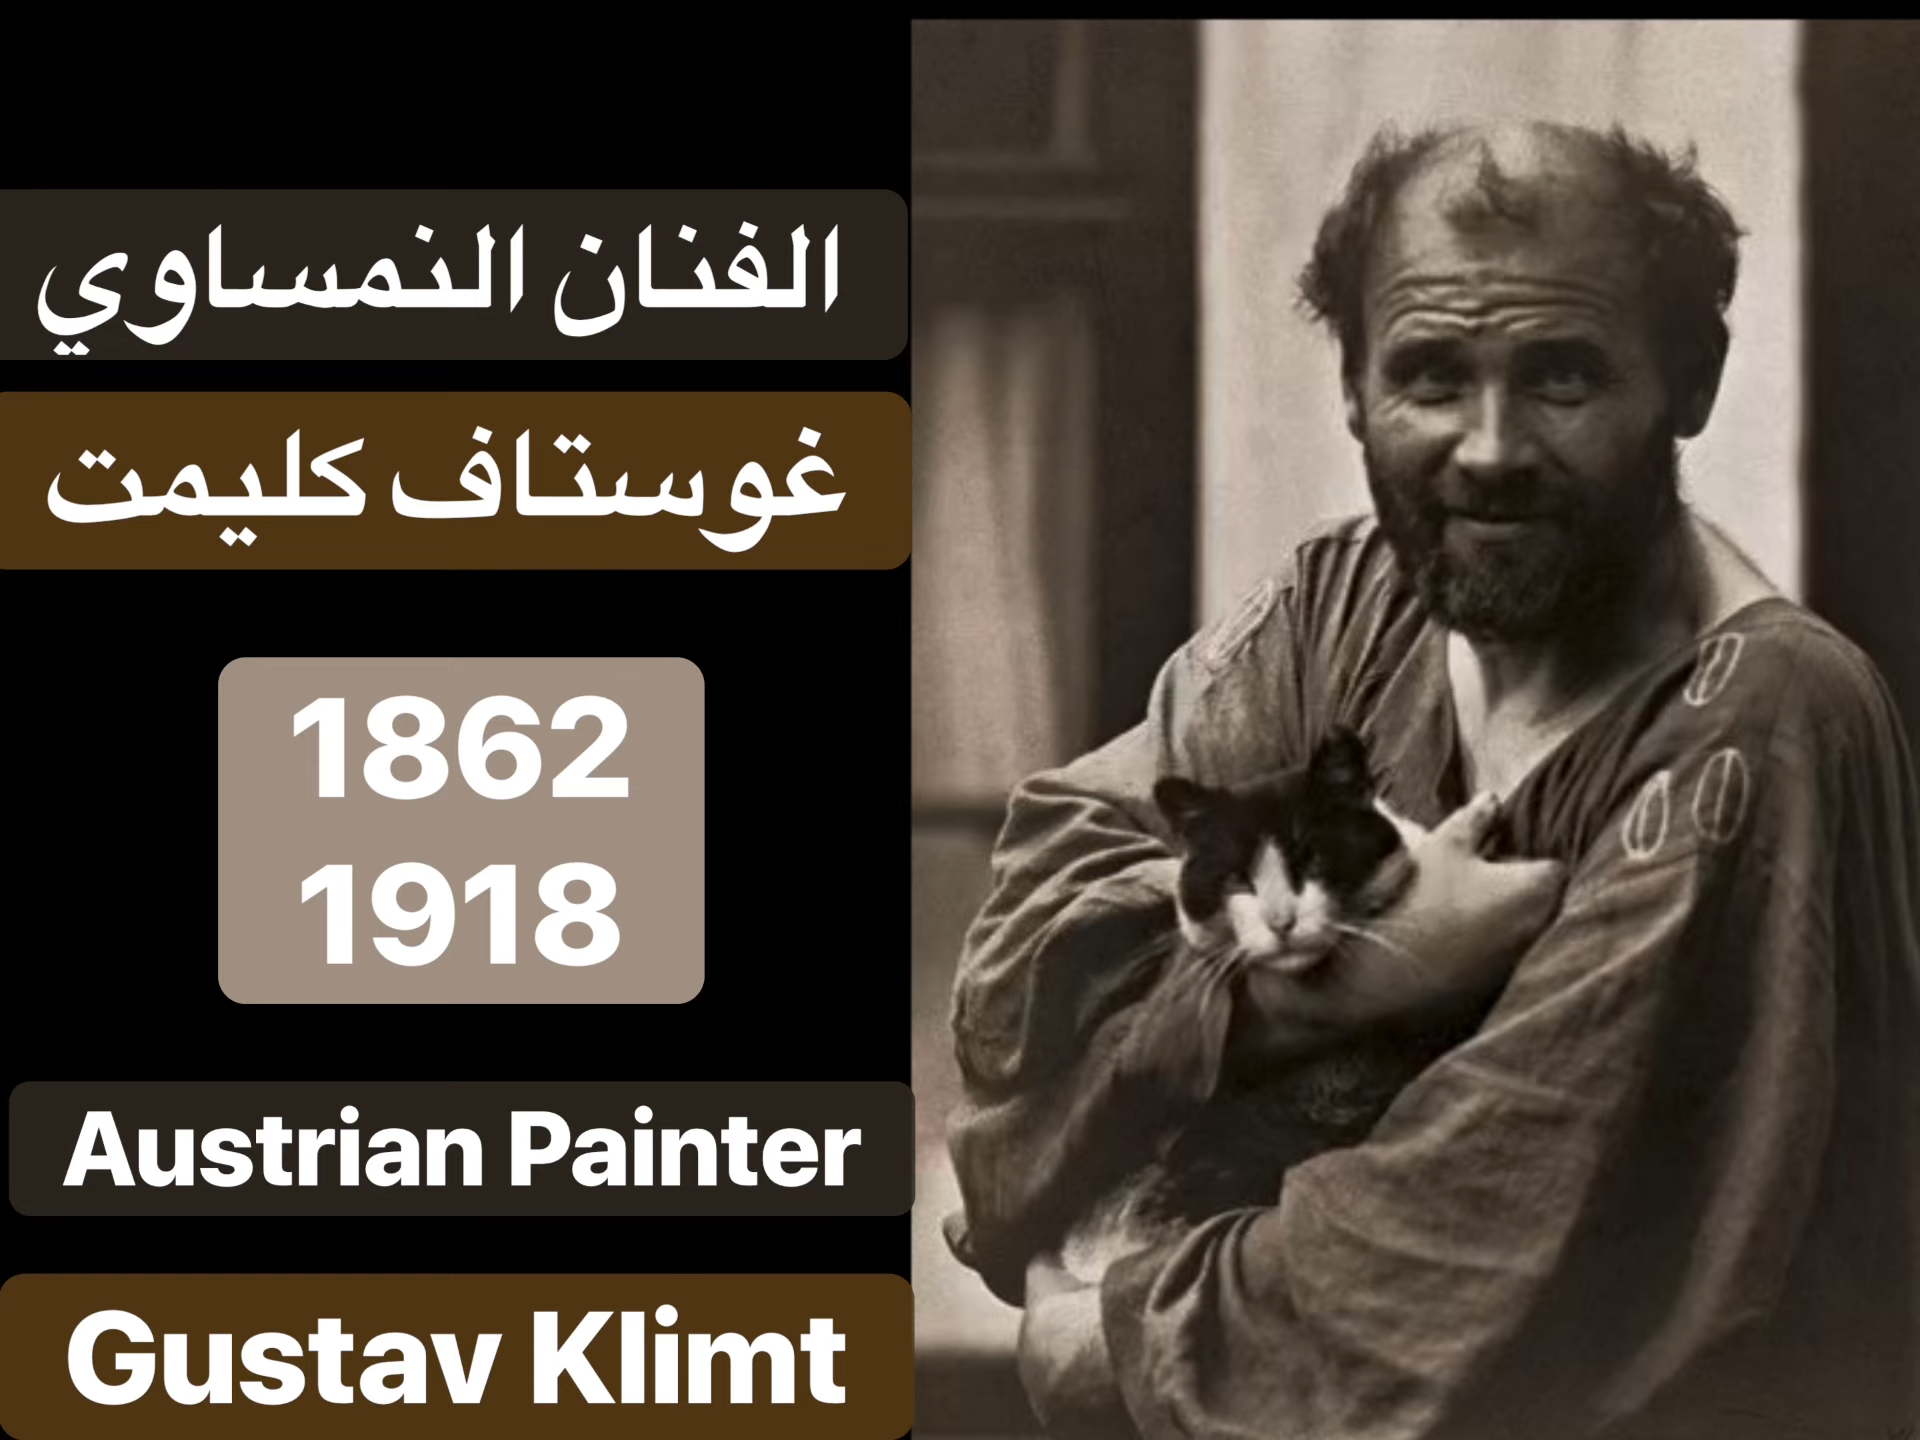 الفنان النمساوي
غوستاف كليمت
1862
1918
Austrian Painter
Gustav Klimt